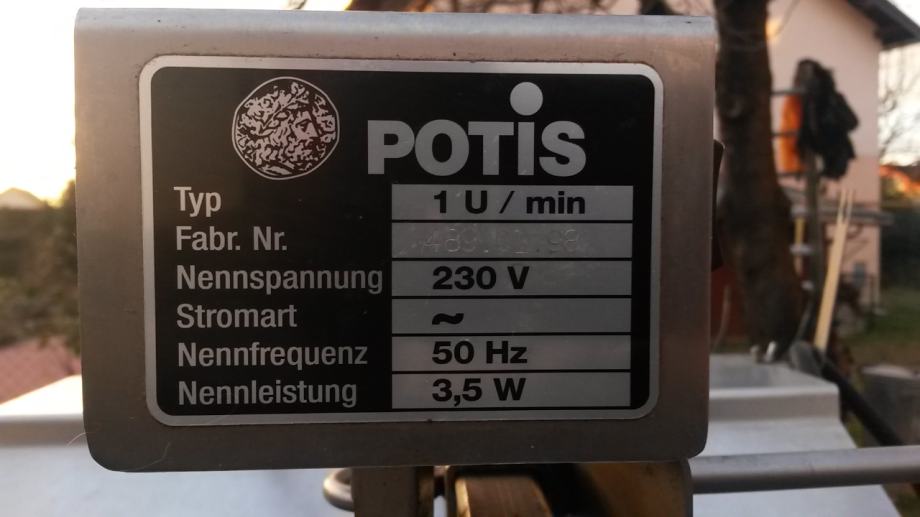 POTIS
Typ 1 U / min
Fabr. Nr.
Nennspannung 230 V
Stromart ~
Nennfrequenz 50 Hz
Nennleistung 3,5 W